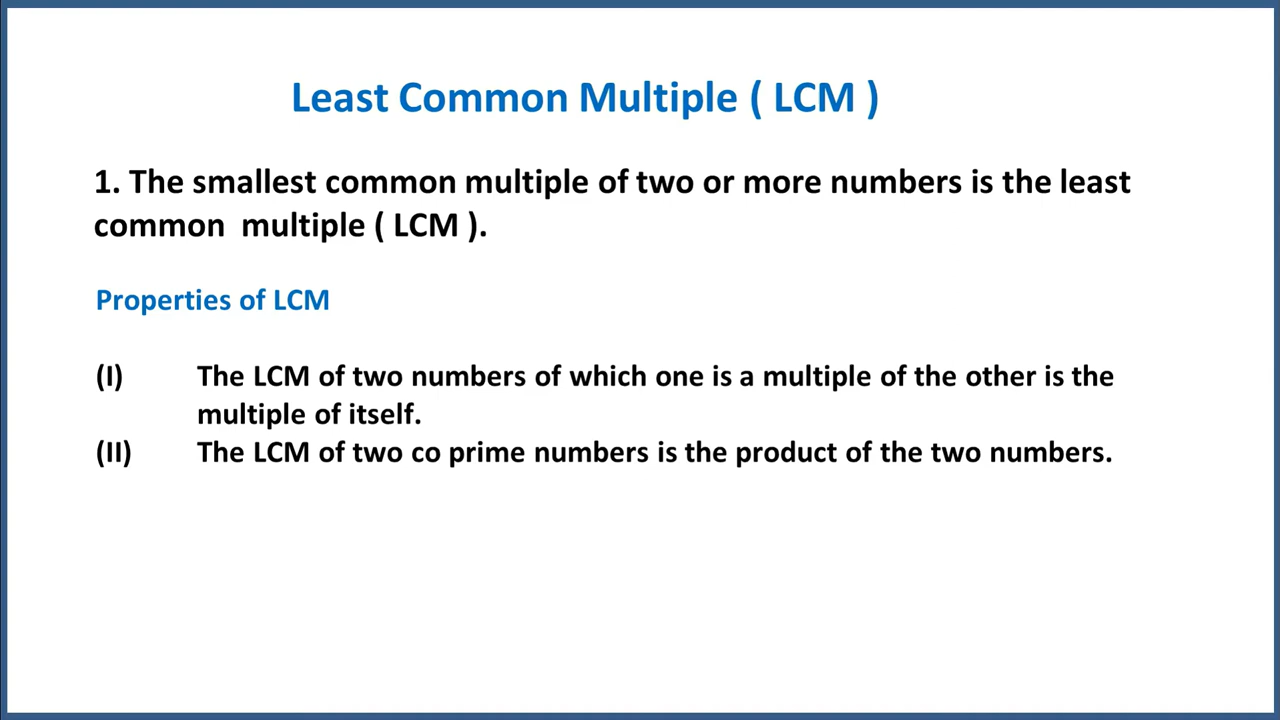 Least Common Multiple ( LCM )
1. The smallest common multiple of two or more numbers is the least
common  multiple ( LCM ).
Properties of LCM
(I) The LCM of two numbers of which one is a multiple of the other is the
multiple of itself.
(II) The LCM of two co prime numbers is the product of the two numbers.